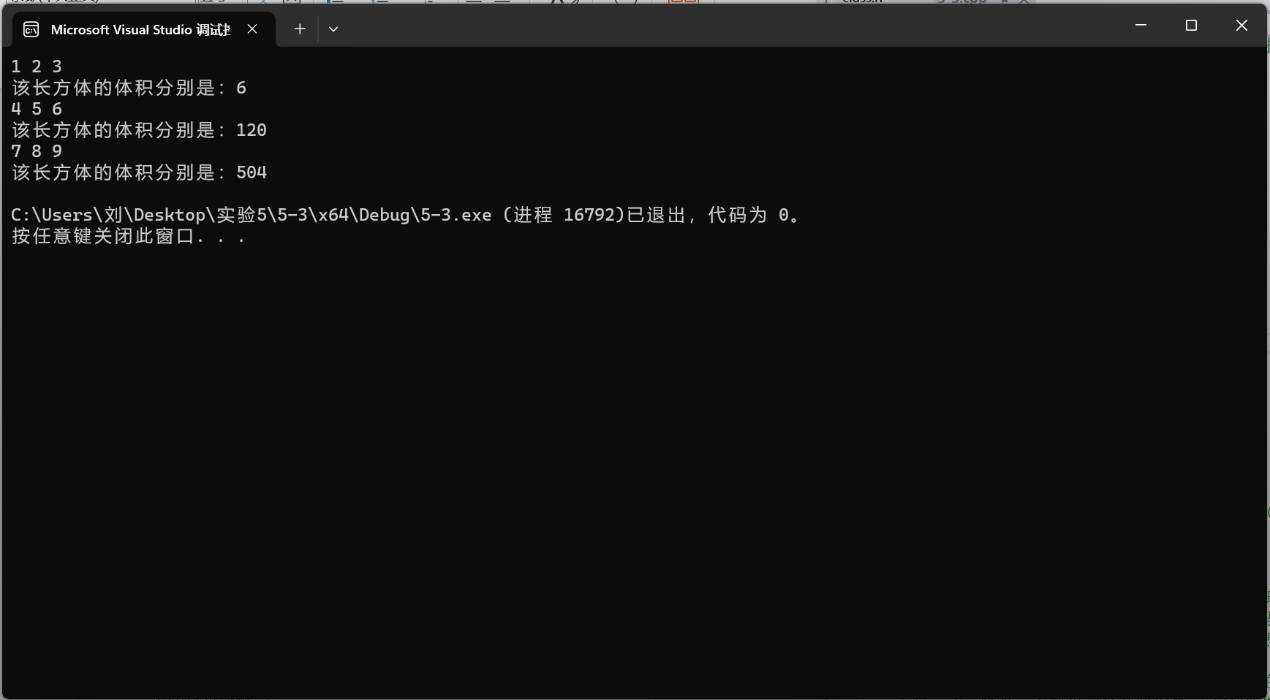 Microsoft Visual Studio 调试
1 2 3
该长方体的体积分别是：6
4 5 6
该长方体的体积分别是：120
7 8 9
该长方体的体积分别是：504
C:\Users\刘\Desktop\实验5\5-3\x64\Debug\5-3.exe (进程 16792)已退出，代码为 0。
按任意键关闭此窗口. . .